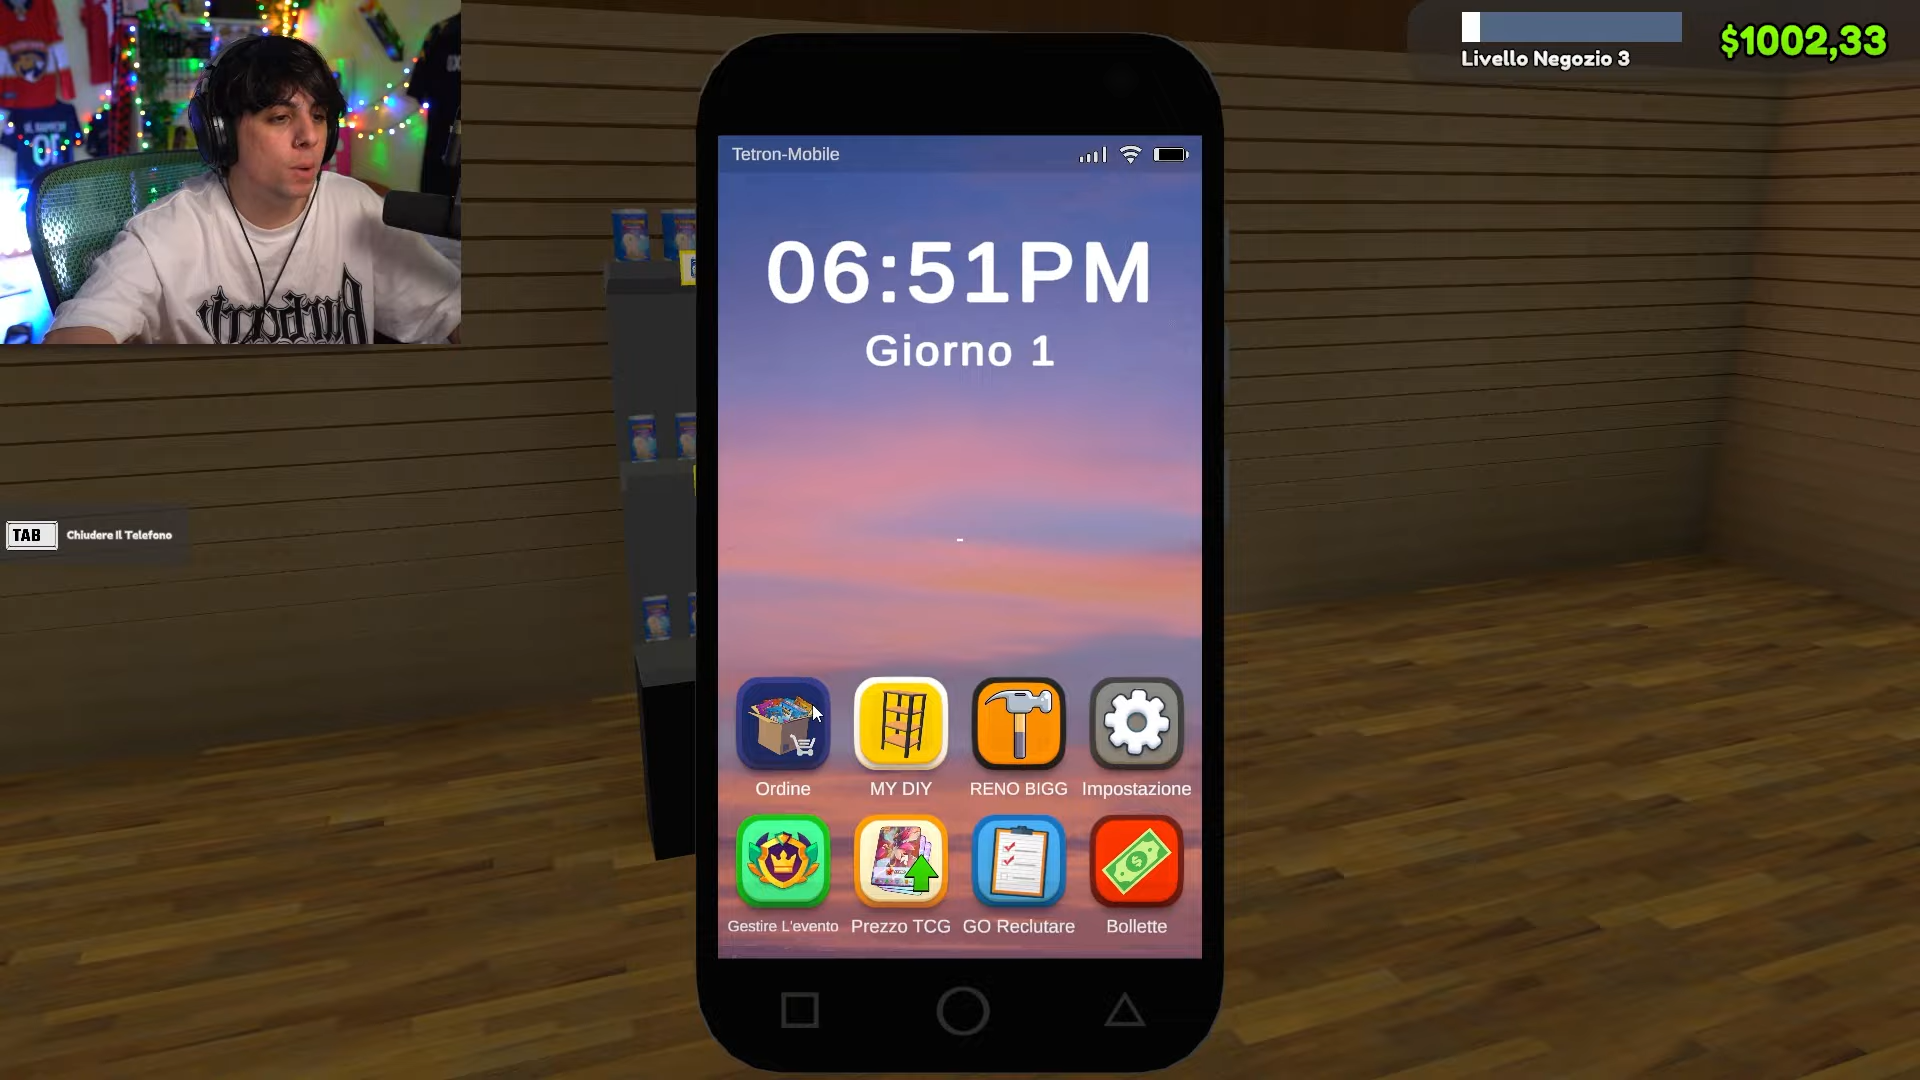 Livello Negozio 3
$1002,33
Tetron-Mobile
06:51PM
Giorno 1
TAB Chiudere Il Telefono
Ordine
MY DIY
RENO BIGG
Impostazione
Gestire L'evento
Prezzo TCG
GO Reclutare
Bollette